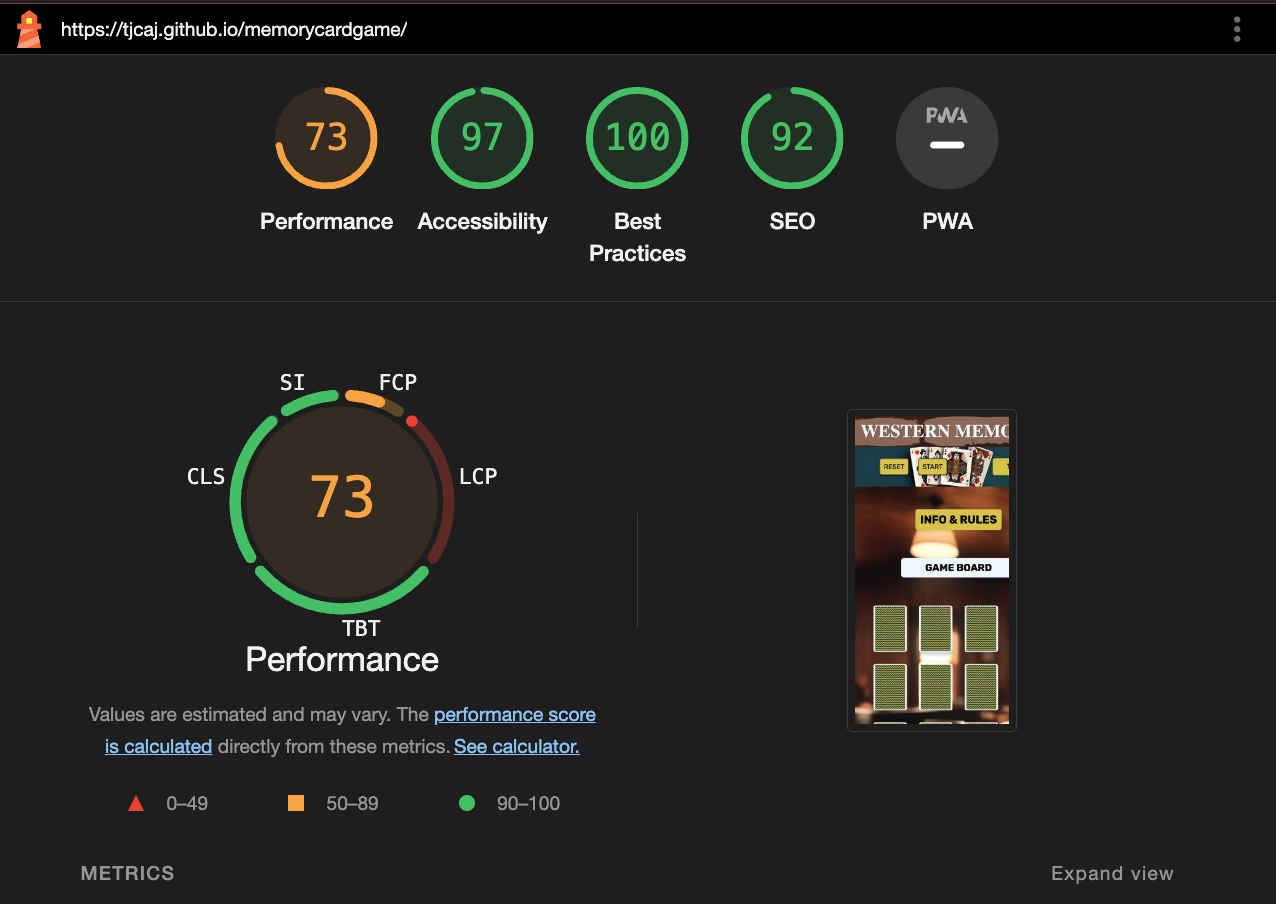 https://tjcaj.github.io/memorycardgame/
73
97
100
92
PWA
Performance
Accessibility
Best
Practices
SEO
PWA
SI
FCP
CLS
LCP
73
TBT
Performance
Values are estimated and may vary. The performance score
is calculated directly from these metrics. See calculator.
0–49
50–89
90–100
WESTERN MEMO
RESET
START
INFO & RULES
GAME BOARD
METRICS
Expand view